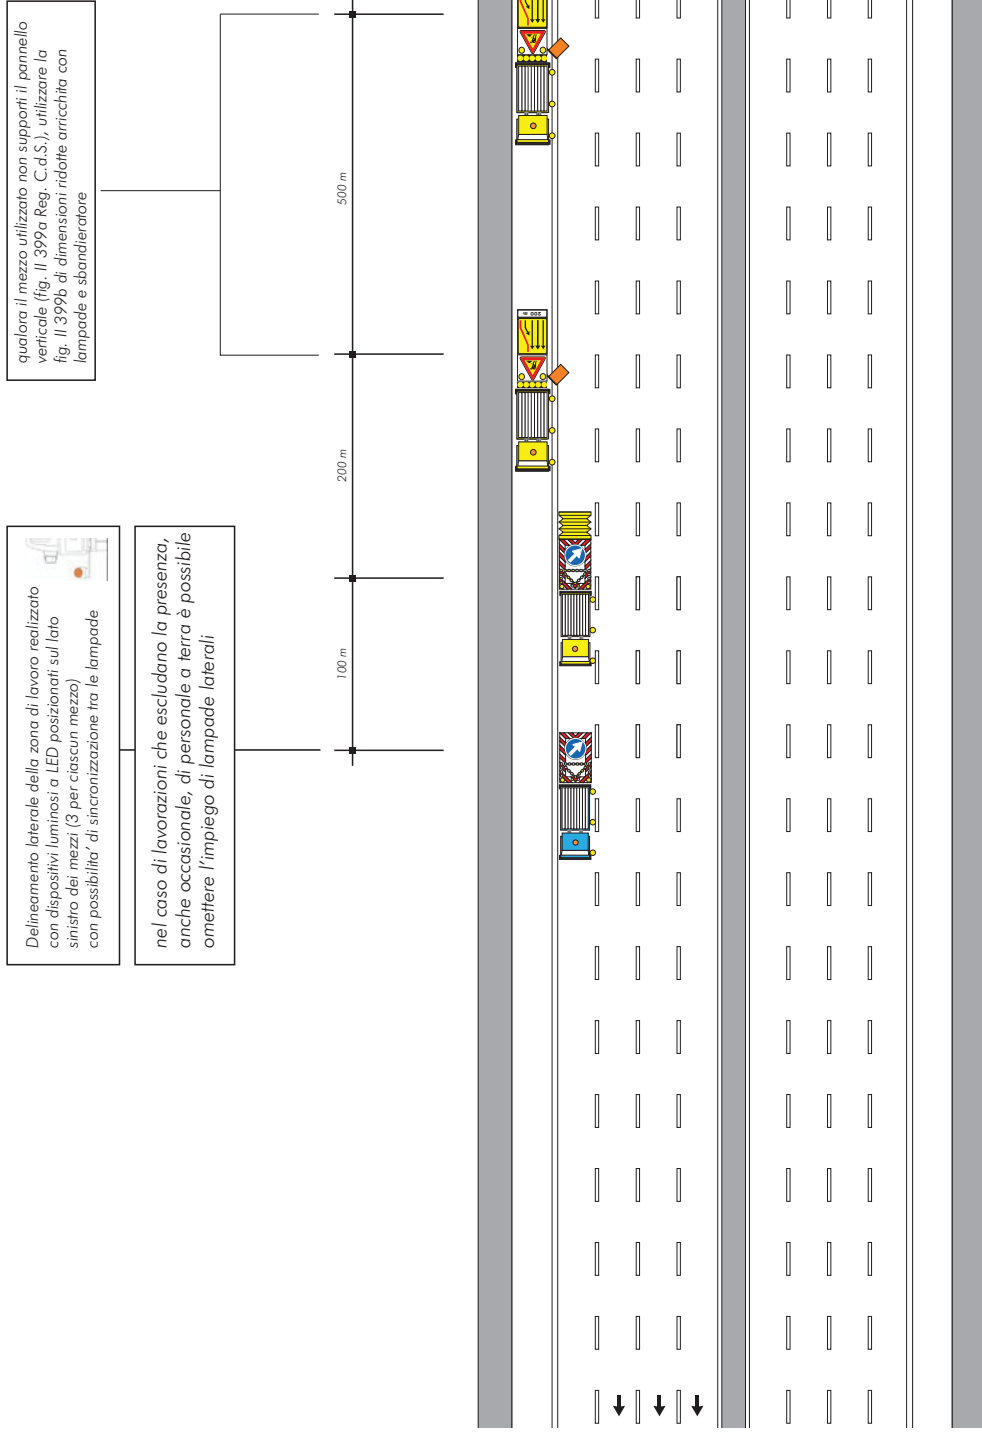 qualora il mezzo utilizzato non supporti il pannello
verticale (fig. II 399a Reg. C.d.S.), utilizzare la
fig. II 399b di dimensioni ridotte arricchita con
lampade e sbandieratore
Delineamento laterale della zona di lavoro realizzato
con dispositivi luminosi a LED posizionati sul lato
sinistro dei mezzi (3 per ciascun mezzo)
con possibilita' di sincronizzazione tra le lampade
nel caso di lavorazioni che escludano la presenza,
anche occasionale, di personale a terra è possibile
omettere l'impiego di lampade laterali
500 m
200 m
100 m
200 m